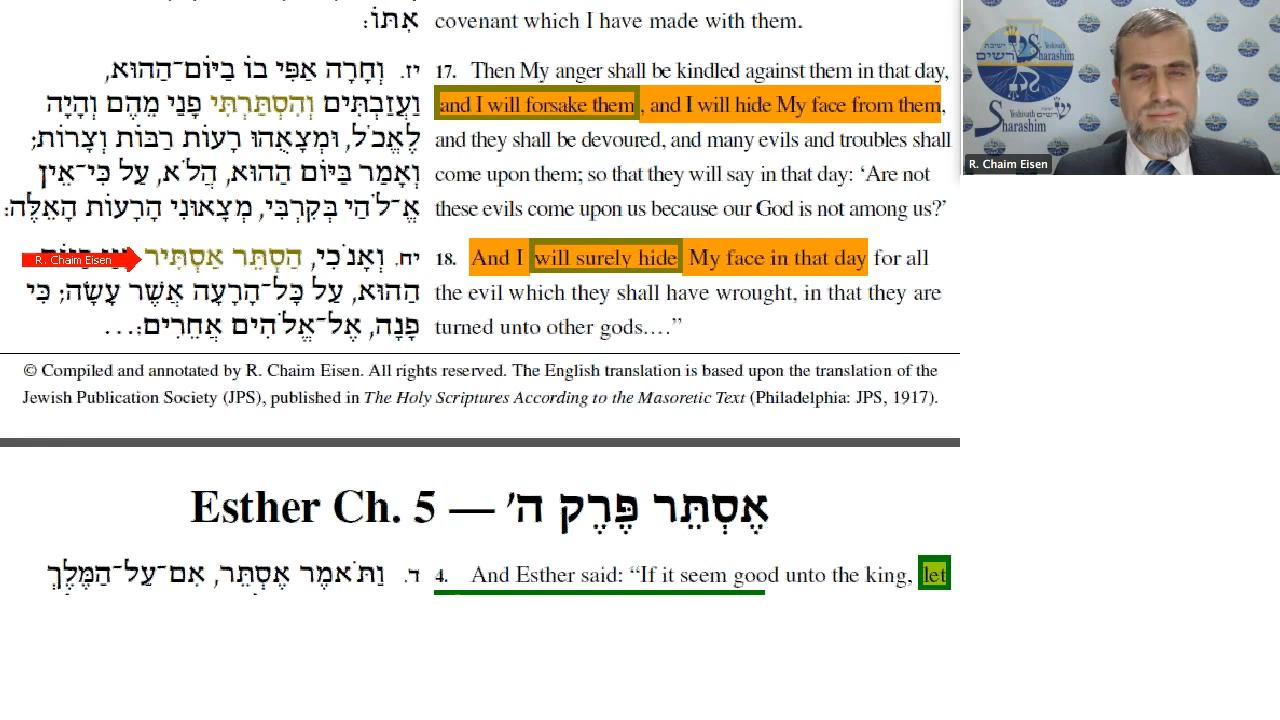 אִתּוֹ:
covenant which I have made with them.
יז. וְחָרָה אַפִּי בוֹ בַיּוֹם־הַהוּא,
וַעֲזַבְתִּים וְהִסְתַּרְתִּי פָנַי מֵהֶם וְהָיָה
לֶאֱכֹל, וּמְצָאֻהוּ רָעוֹת רַבּוֹת וְצָרוֹת;
וְאָמַר בַּיּוֹם הַהוּא, הֲלֹא, עַל כִּי־אֵין
אֱ־לֹהַי בְּקִרְבִּי, מְצָאוּנִי הָרָעוֹת הָאֵלֶּה:
17. Then My anger shall be kindled against them in that day,
and I will forsake them, and I will hide My face from them,
and they shall be devoured, and many evils and troubles shall
come upon them; so that they will say in that day: ‘Are not
these evils come upon us because our God is not among us?’
יח. וְאָנֹכִי, הַסְתֵּר אַסְתִּיר
הַהוּא, עַל כָּל־הָרָעָה אֲשֶׁר עָשָׂה; כִּי
פָנָה, אֶל־אֱלֹהִים אֲחֵרִים:...
R. Chaim Eisen
18. And I will surely hide My face in that day for all
the evil which they shall have wrought, in that they are
turned unto other gods....”
© Compiled and annotated by R. Chaim Eisen. All rights reserved. The English translation is based upon the translation of the
Jewish Publication Society (JPS), published in The Holy Scriptures According to the Masoretic Text (Philadelphia: JPS, 1917).
Esther Ch. 5 — אֶסְתֵּר פֶּרֶק ה'
ד. וַתֹּאמֶר אֶסְתֵּר, אִם־עַל־הַמֶּלֶךְ
4. And Esther said: “If it seem good unto the king, let
Yeshivath
Sharashim
ישיבת
שרשים
Yeshivath
Sharashim
שרשים
R. Chaim Eisen